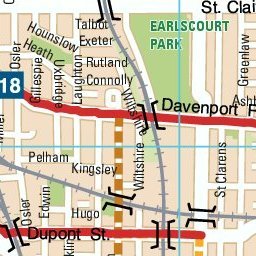 Talbot
St. Clai
Hounslow
Heath
Exeter
EARLSCOURT
PARK
Osler
Gillespie
Uxbridge
Laughton
Rutland
Connolly
Greenlaw
18
Wiltshire
Davenport R
Ash
Pelham
Kingsley
Wiltshire
St Clarens
Osler
Edwin
Hugo
Dupont St.